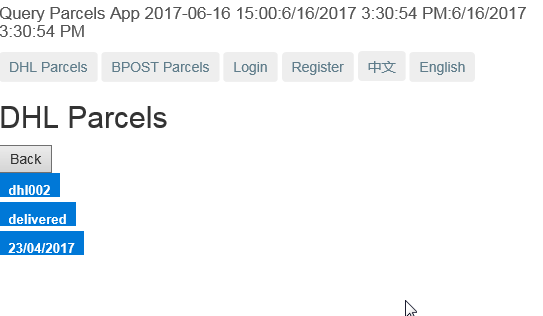 Query Parcels App 2017-06-16 15:00:6/16/2017 3:30:54 PM:6/16/2017
3:30:54 PM
DHL Parcels BPOST Parcels Login Register 中文 English
DHL Parcels
Back
dhl002
delivered
23/04/2017